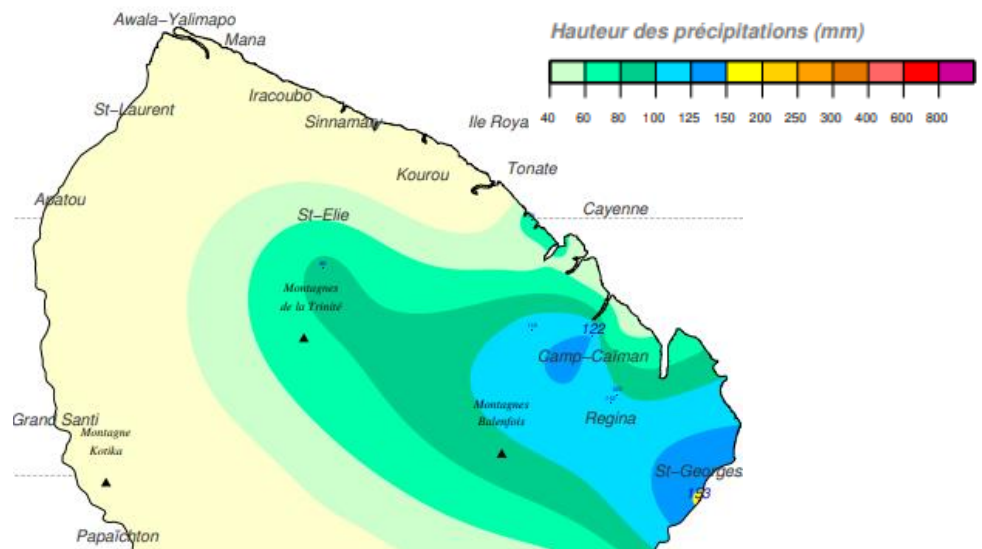 Awala-Yalimapo
Mana
Hauteur des précipitations (mm)
40 60 80 100 125 150 200 250 300 400 600 800
St-Laurent
Iracoubo
Sinnamary
Ile Roya
Kourou
Tonate
Apatou
St-Elie
Cayenne
Montagnes
de la Trinité
122
Camp-Caïman
Montagnes
Balenfois
Regina
Grand Santi
Montagne
Kotika
St-Georges
153
Papaïchton